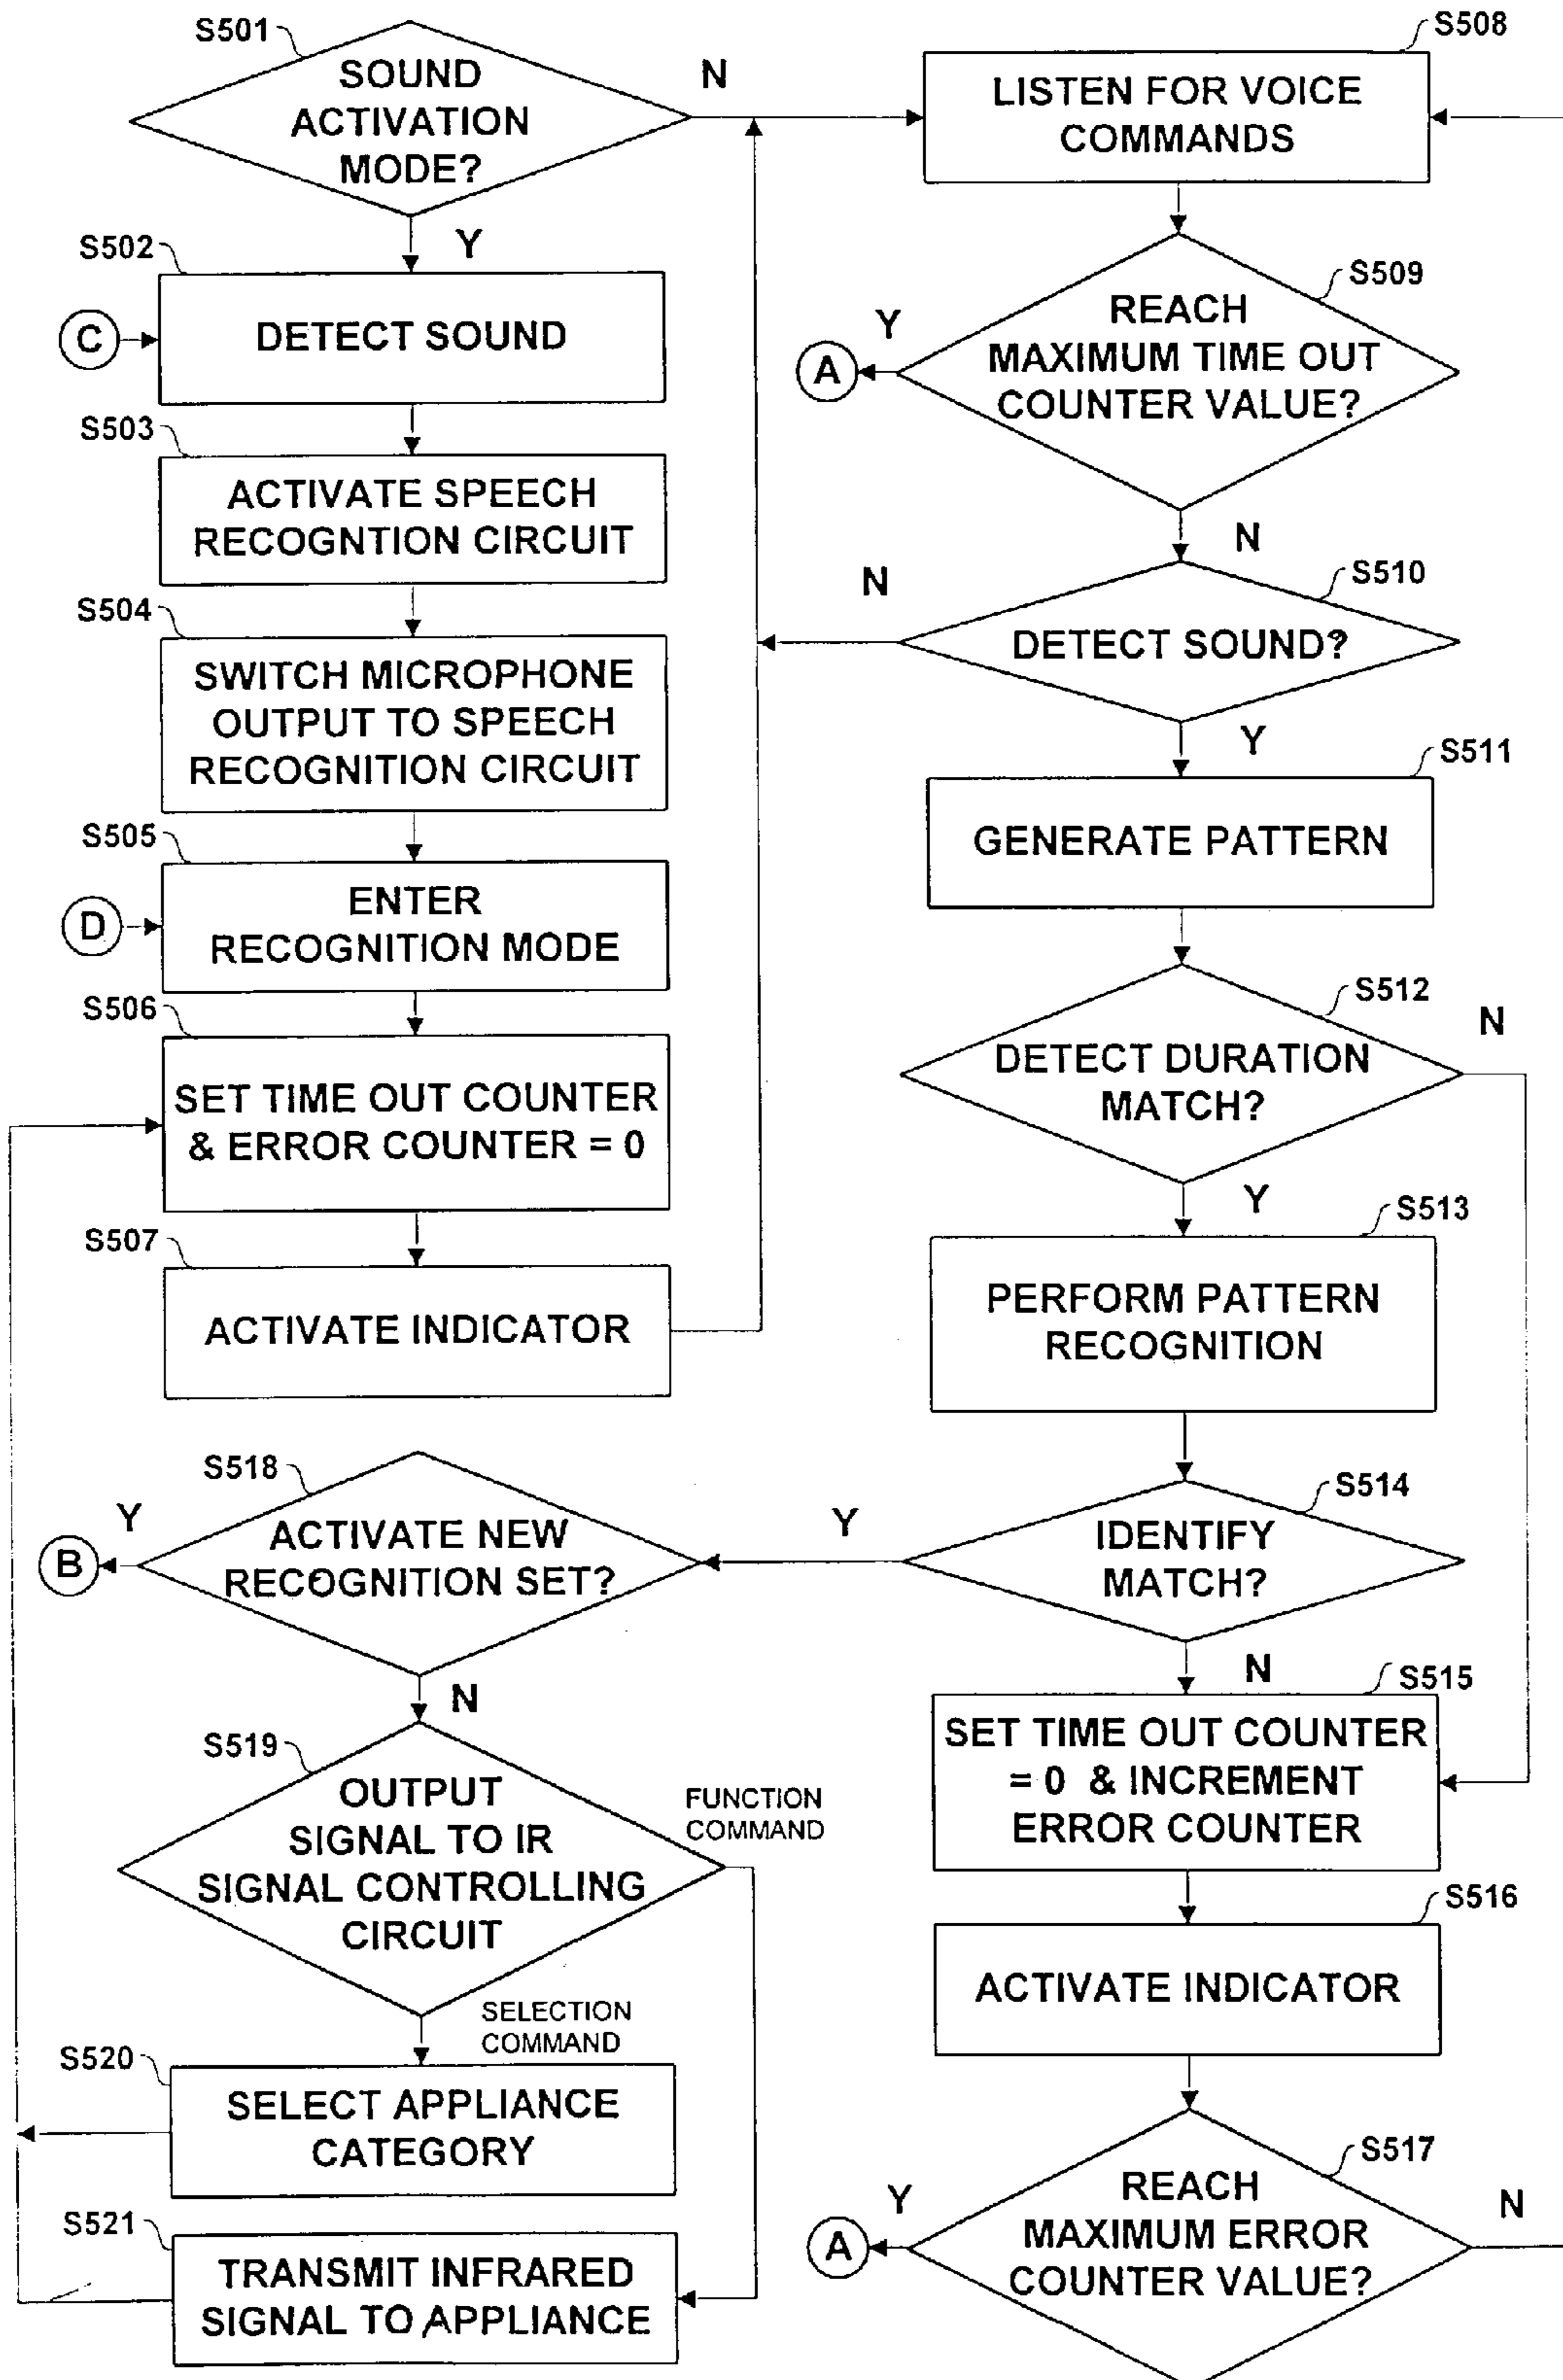 S501
SOUND
ACTIVATION
MODE?
N
Y
S502
C
DETECT SOUND
S503
ACTIVATE SPEECH
RECOGNTION CIRCUIT
S504
SWITCH MICROPHONE
OUTPUT TO SPEECH
RECOGNITION CIRCUIT
S505
D
ENTER
RECOGNITION MODE
S506
SET TIME OUT COUNTER
& ERROR COUNTER = 0
S507
ACTIVATE INDICATOR
S508
LISTEN FOR VOICE
COMMANDS
S509
REACH
MAXIMUM TIME OUT
COUNTER VALUE?
Y
A
N
S510
DETECT SOUND?
N
Y
S511
GENERATE PATTERN
S512
DETECT DURATION
MATCH?
N
Y
S513
PERFORM PATTERN
RECOGNITION
S514
IDENTIFY
MATCH?
Y
N
S515
SET TIME OUT COUNTER
= 0 & INCREMENT
ERROR COUNTER
S516
ACTIVATE INDICATOR
S517
REACH
MAXIMUM ERROR
COUNTER VALUE?
Y
A
N
S518
ACTIVATE NEW
RECOGNITION SET?
Y
B
N
S519
OUTPUT
SIGNAL TO IR
SIGNAL CONTROLLING
CIRCUIT
FUNCTION
COMMAND
SELECTION
COMMAND
S520
SELECT APPLIANCE
CATEGORY
S521
TRANSMIT INFRARED
SIGNAL TO APPLIANCE